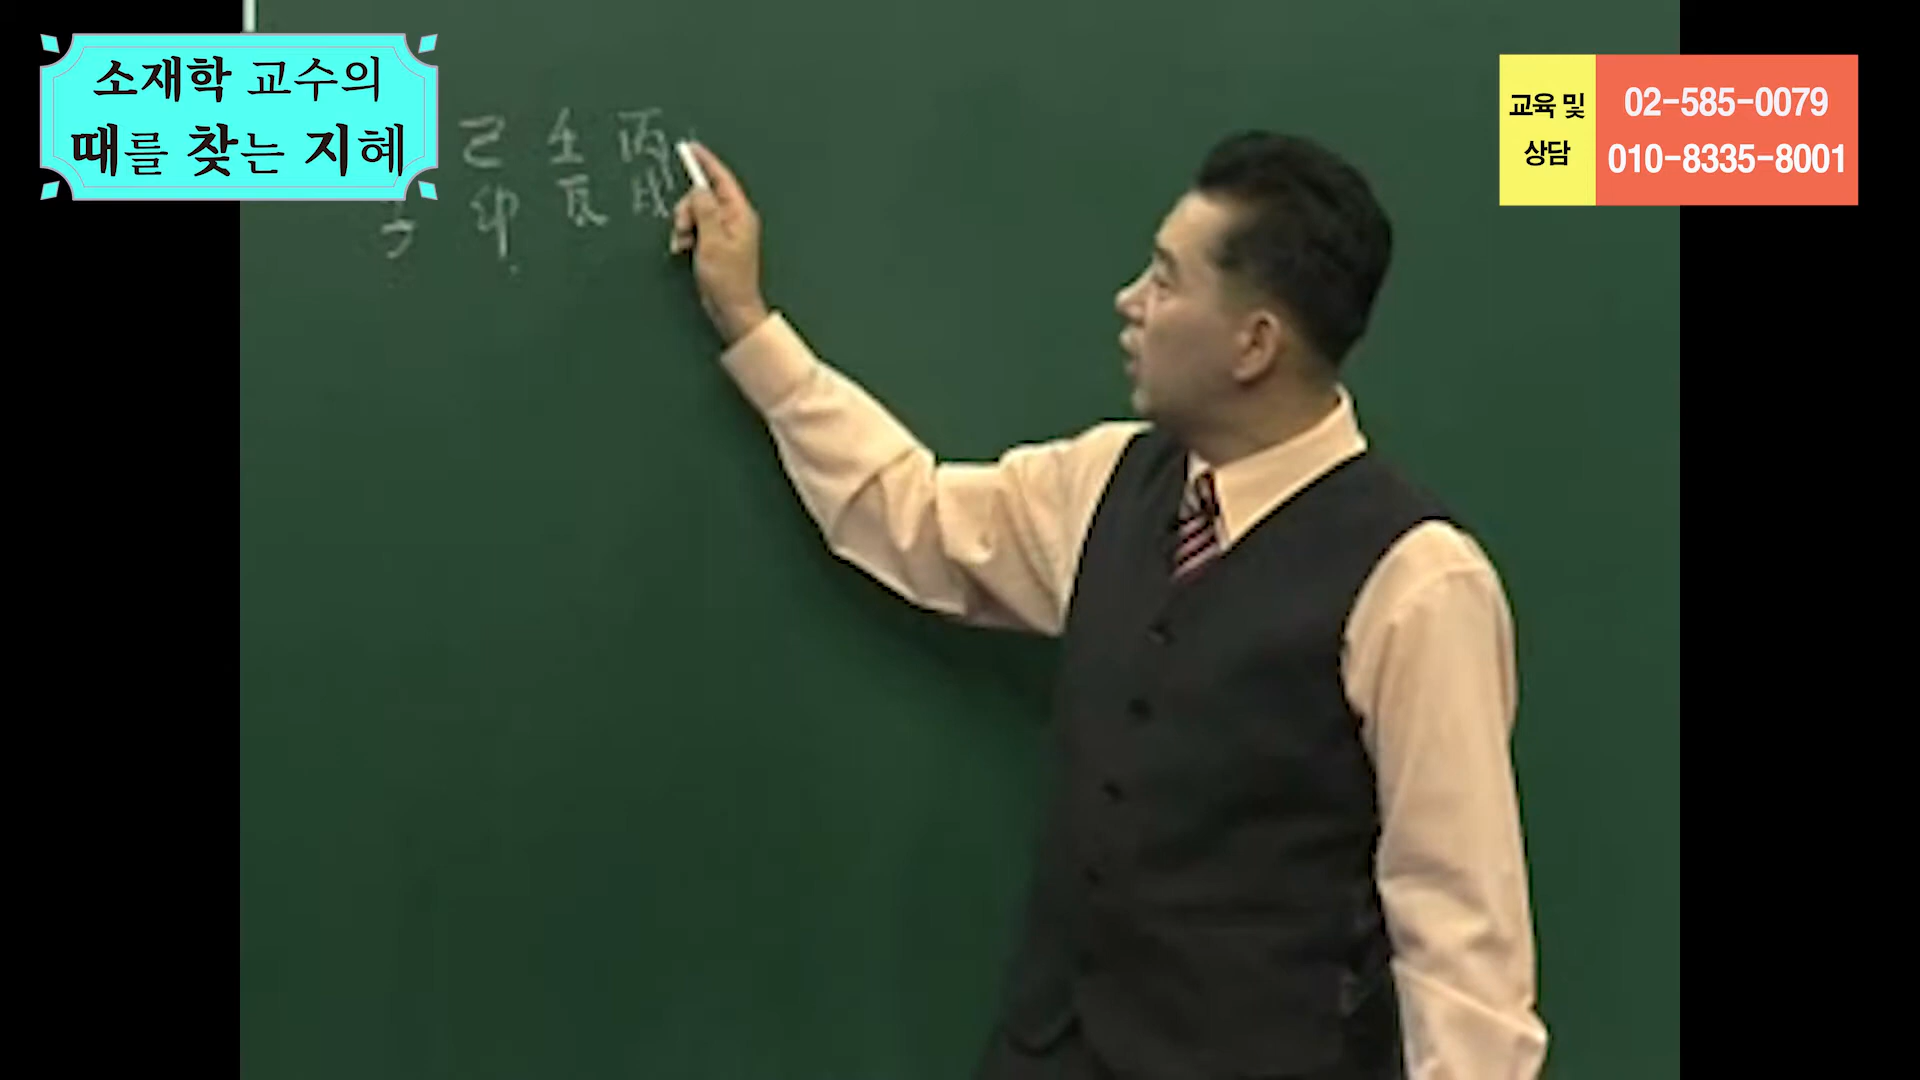 소재학 교수의
때를 찾는 지혜
교육 및
상담
02-585-0079
010-8335-8001
己 壬 丙
子 卯 辰 戌